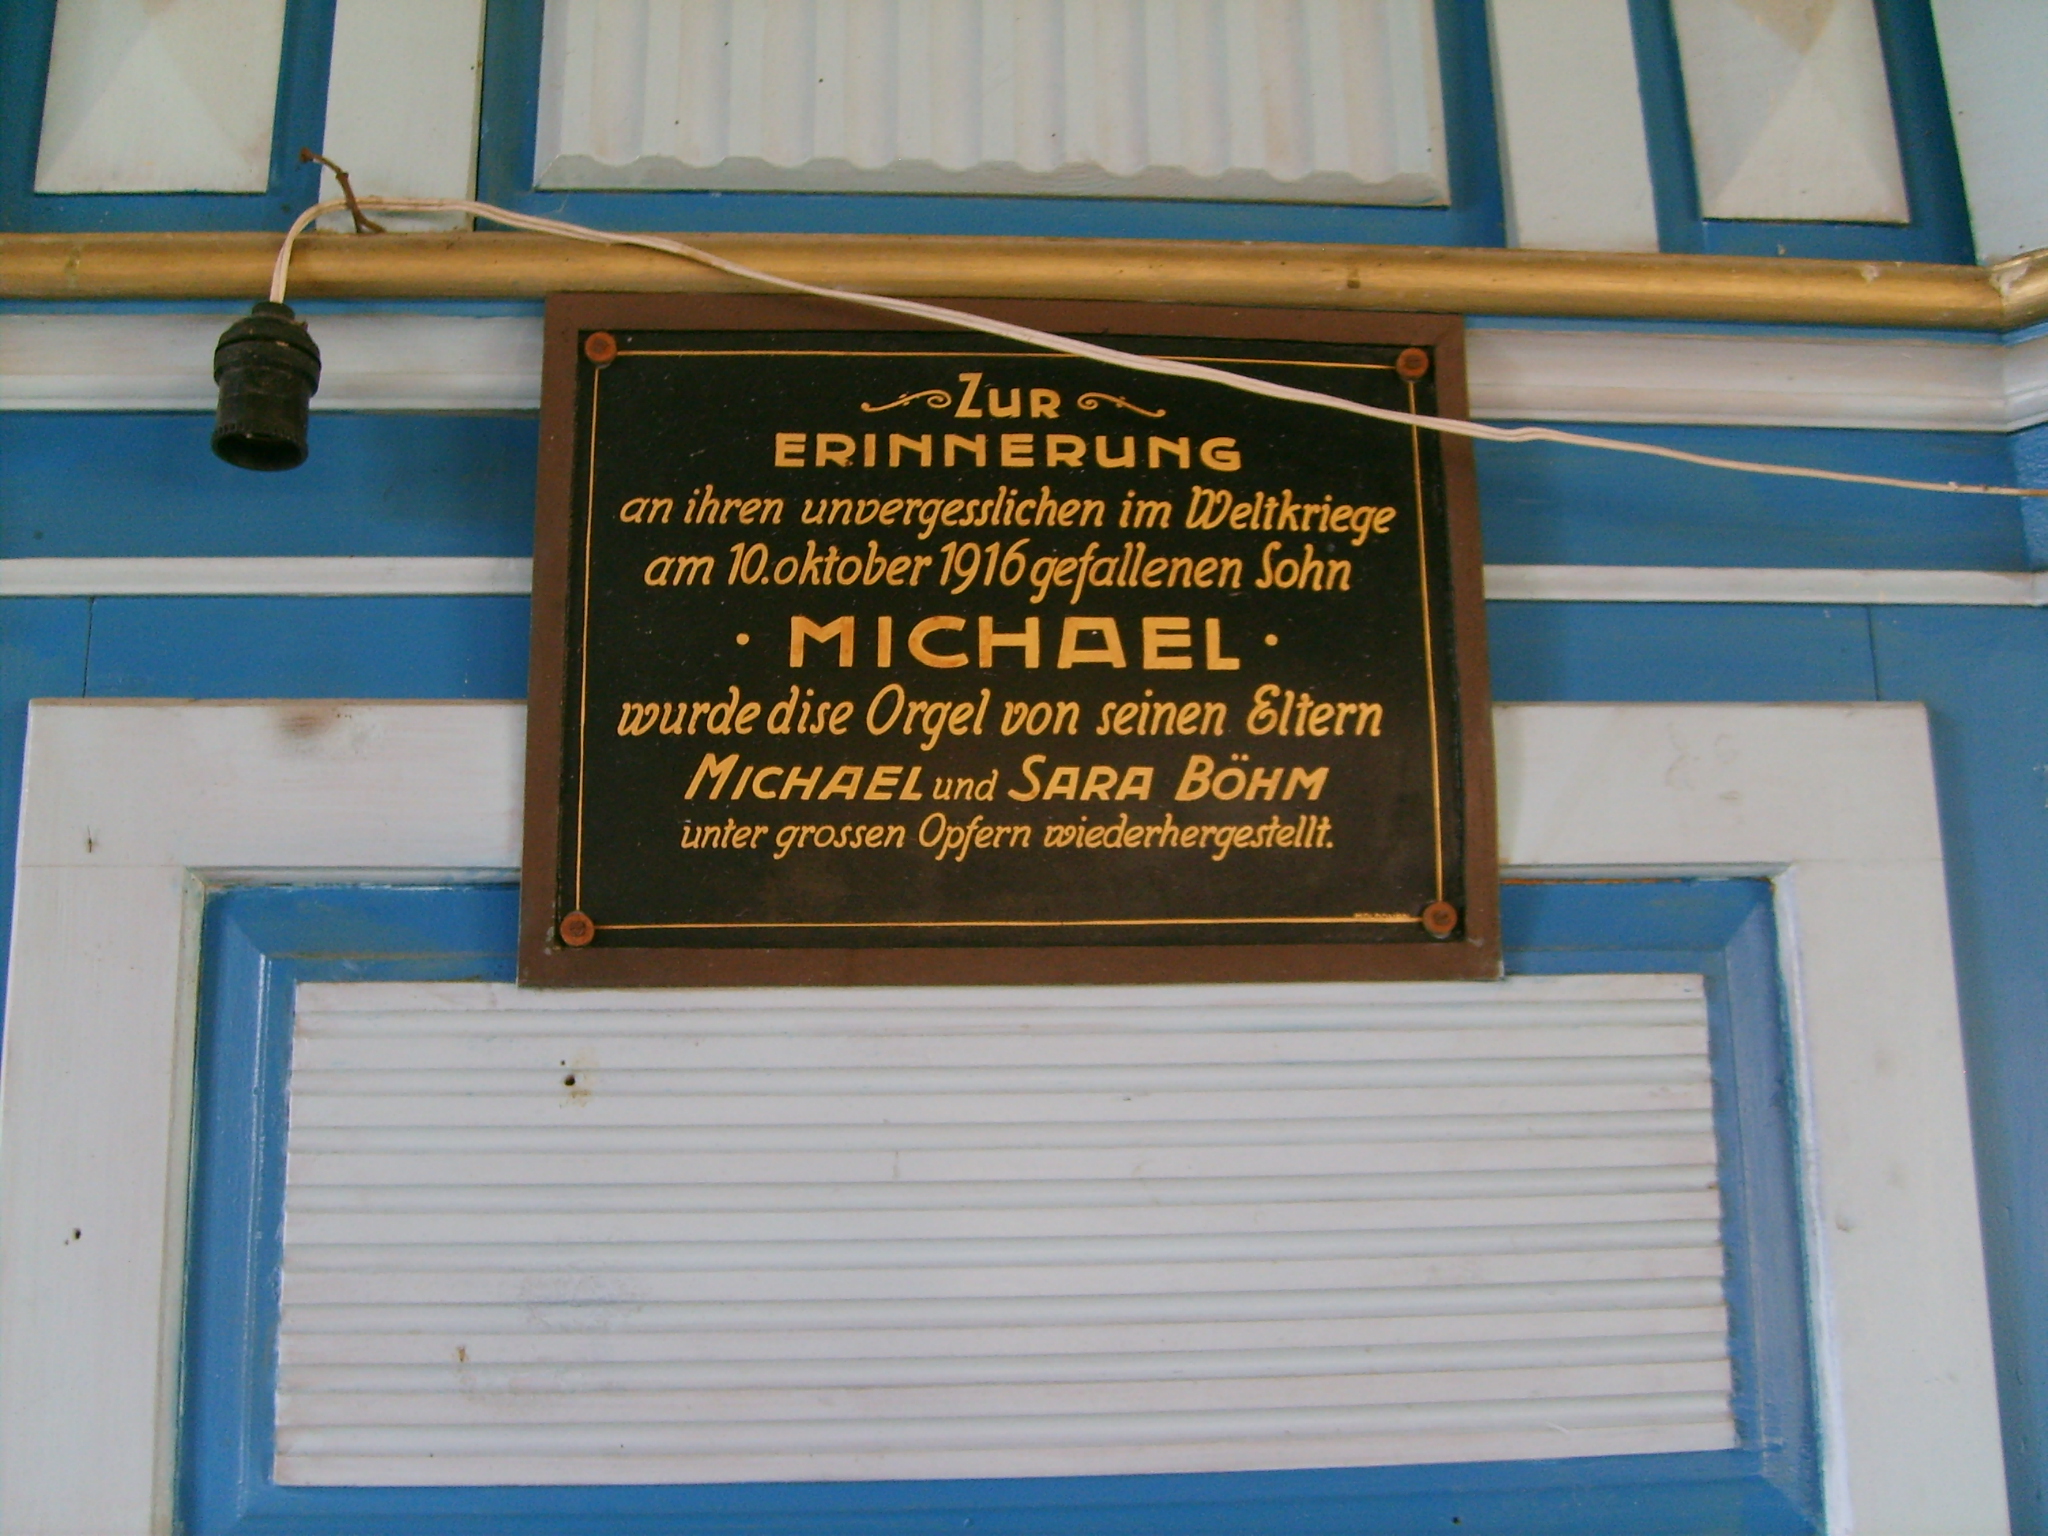 Zur
ERINNERUNG
an ihren unvergesslichen im Weltkriege
am 10. oktober 1916 gefallenen Sohn
· MICHAEL ·
wurde dise Orgel von seinen Eltern
MICHAEL und SARA BÖHM
unter grossen Opfern wiederhergestellt.